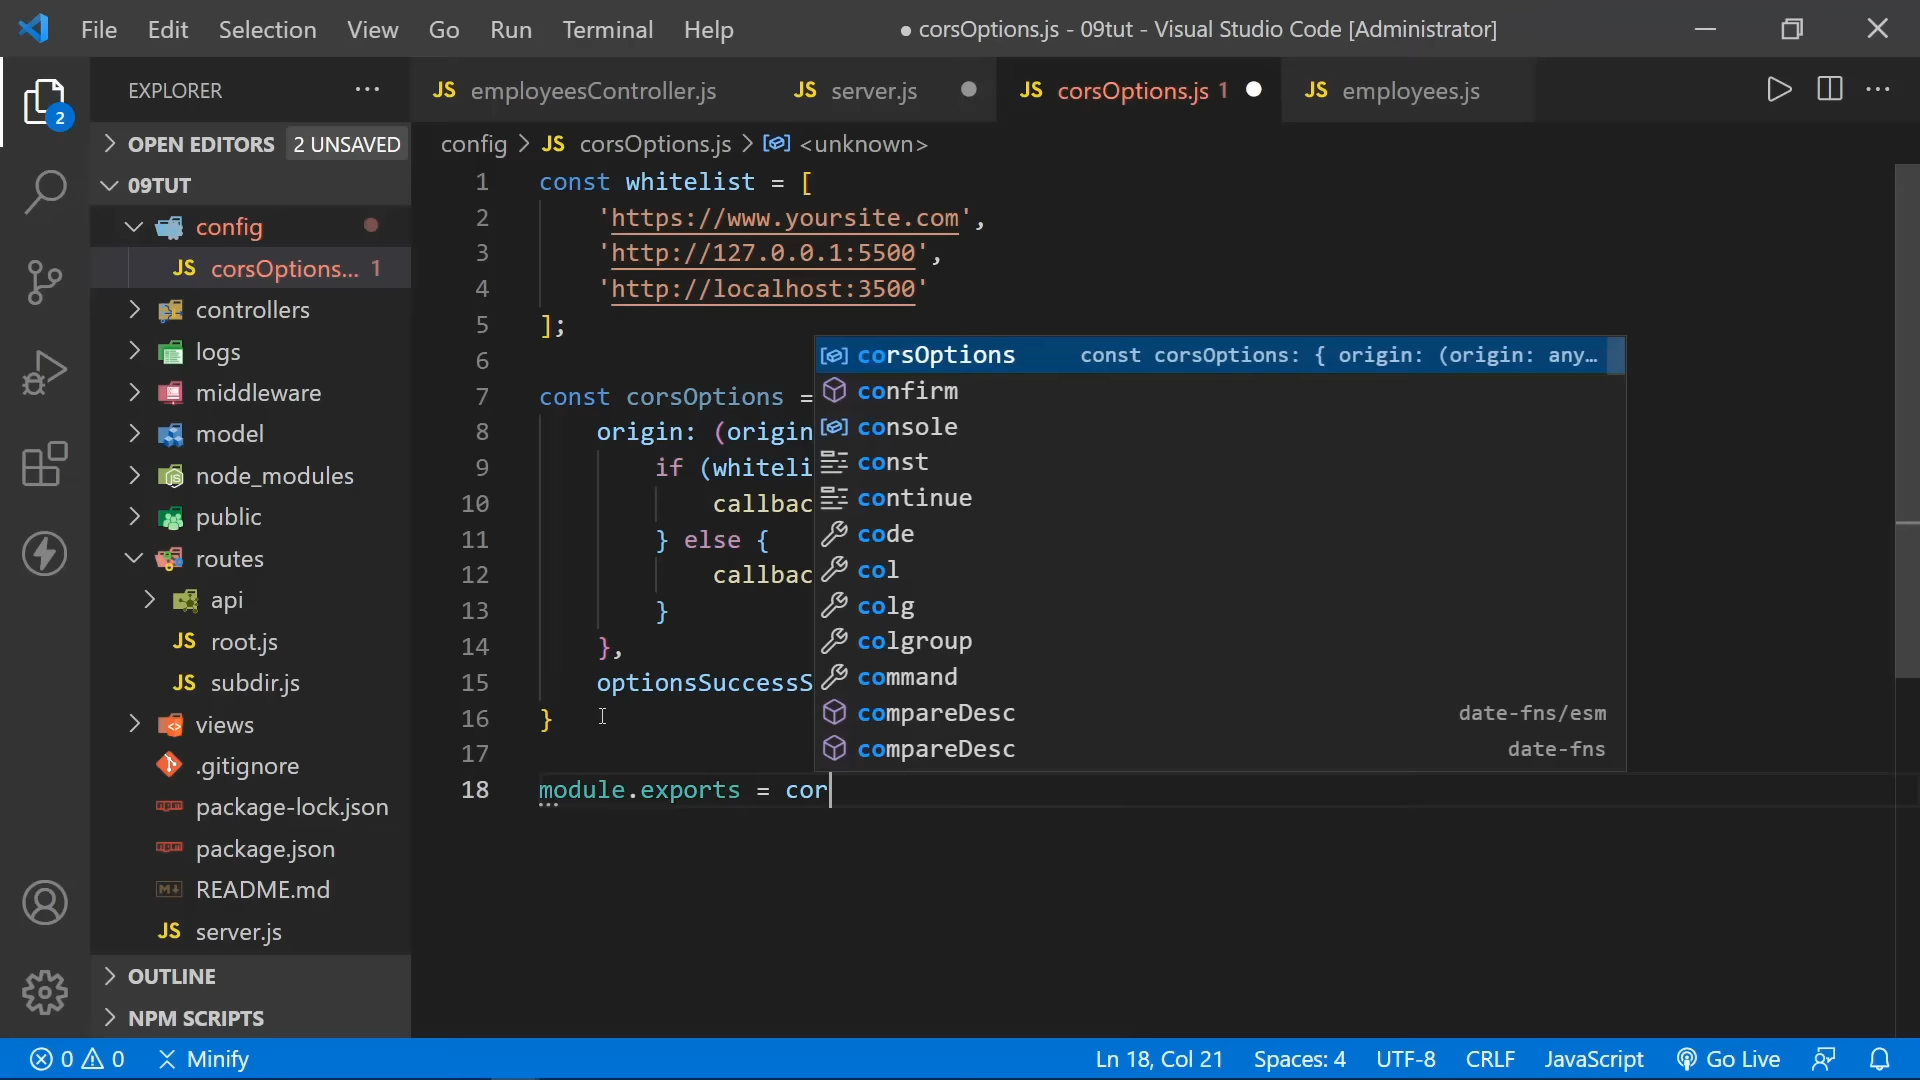 File Edit Selection View Go Run Terminal Help
● corsOptions.js - 09tut - Visual Studio Code [Administrator]
EXPLORER
2
OPEN EDITORS 2 UNSAVED
09TUT
config
JS corsOptions... 1
controllers
logs
middleware
model
node_modules
public
routes
api
JS root.js
JS subdir.js
views
.gitignore
package-lock.json
package.json
README.md
JS server.js
OUTLINE
NPM SCRIPTS
JS employeesController.js
JS server.js
JS corsOptions.js 1
JS employees.js
config > JS corsOptions.js > <unknown>
1 const whitelist = [
2 'https://www.yoursite.com',
3 'http://127.0.0.1:5500',
4 'http://localhost:3500'
5 ];
6
7 const corsOptions =
8 origin: (origin
9 if (whiteli
10 callbac
11 } else {
12 callbac
13 }
14 },
15 optionsSuccessS
16 }
17
18 module.exports = cor
corsOptions const corsOptions: { origin: (origin: any...
confirm
console
const
continue
code
col
colg
colgroup
command
compareDesc date-fns/esm
compareDesc date-fns
0 0 Minify
Ln 18, Col 21 Spaces: 4 UTF-8 CRLF JavaScript Go Live